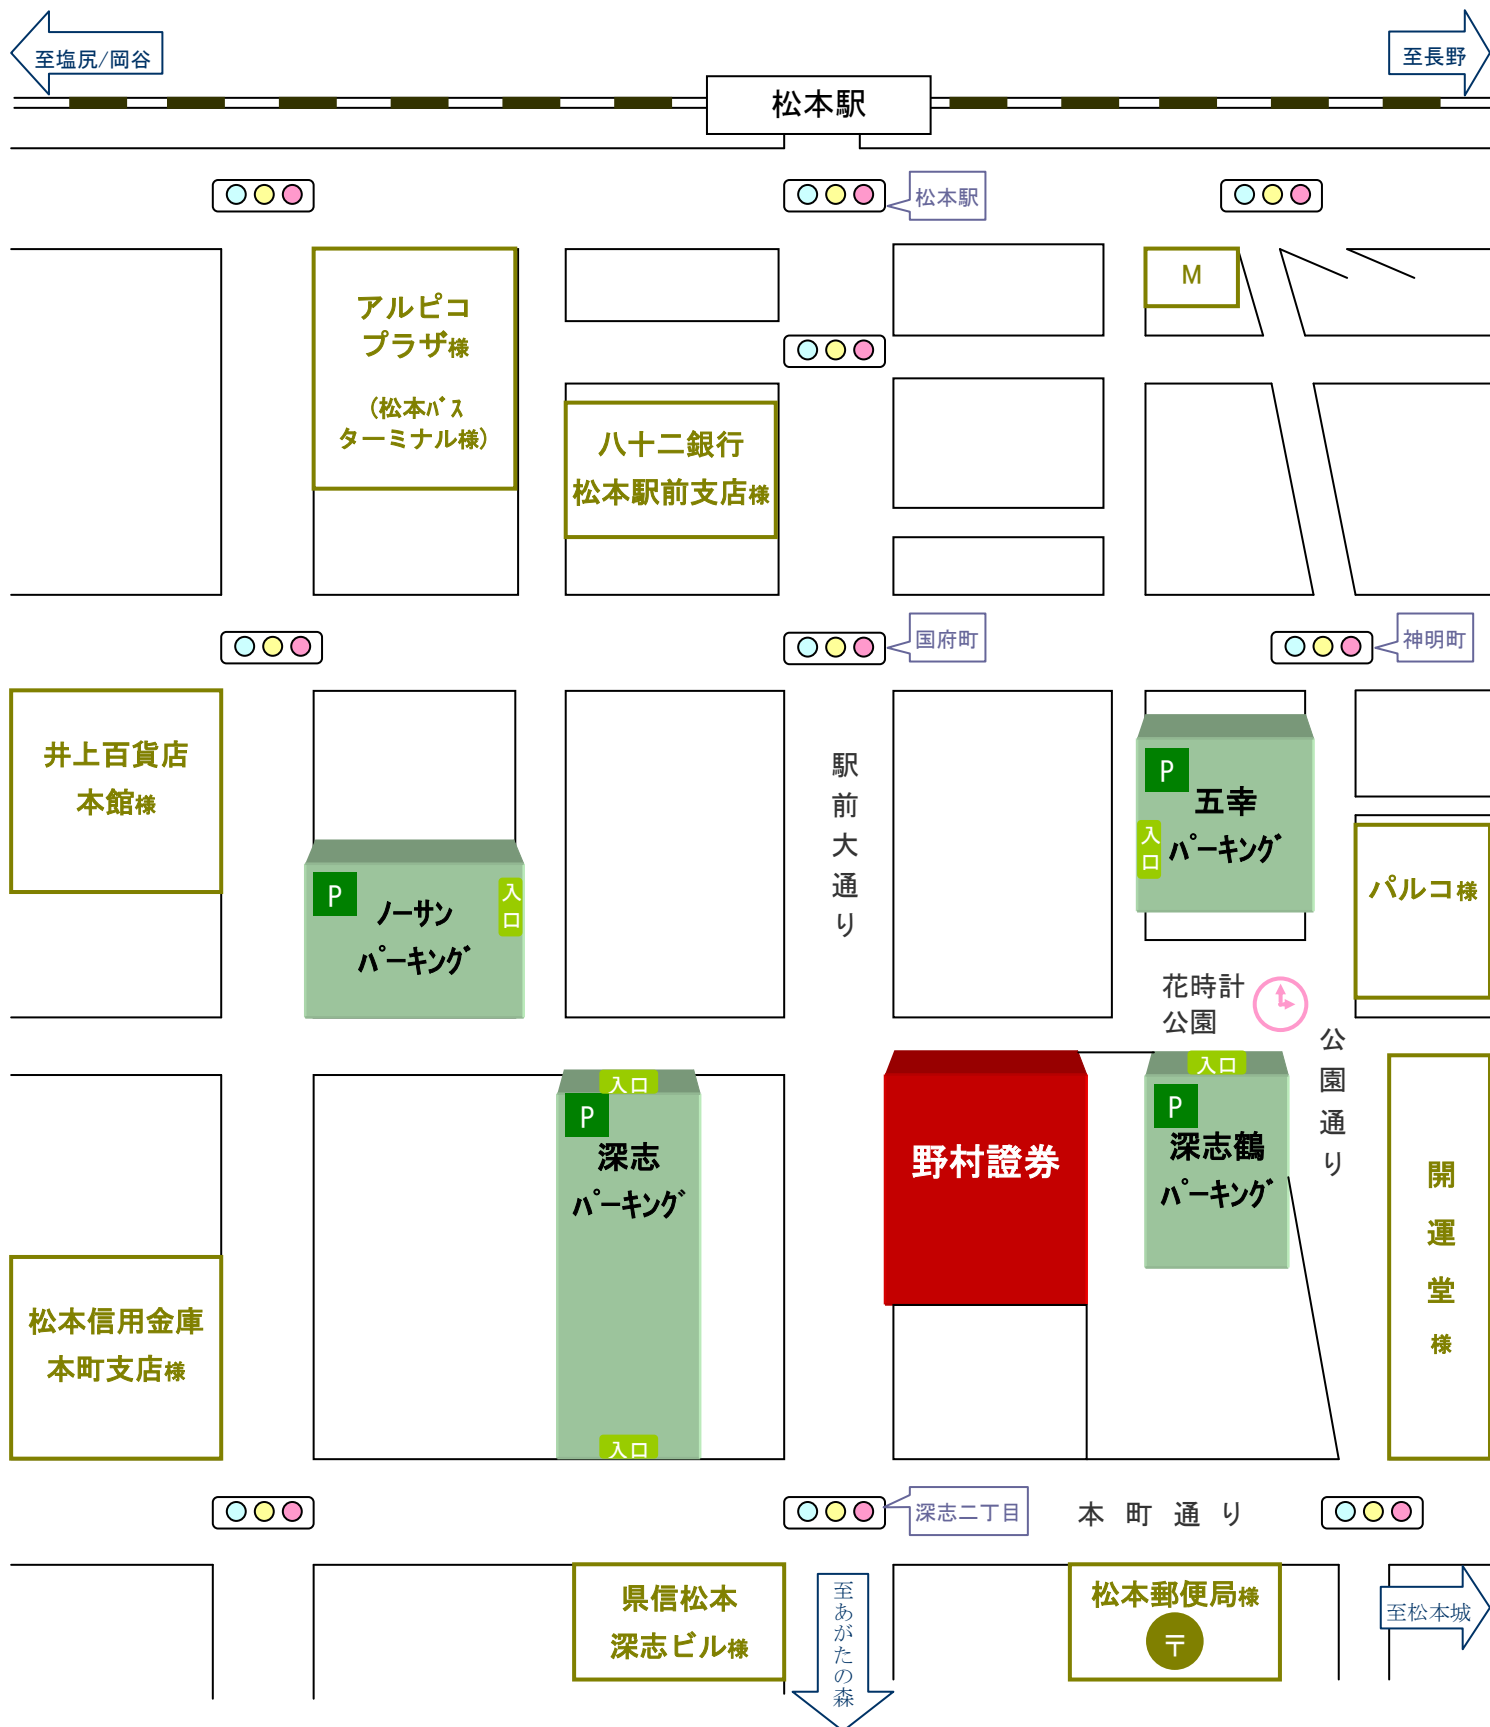 至塩尻/岡谷
至長野
松本駅
松本駅
アルピコ
プラザ様
(松本ﾊﾞｽ
ターミナル様)
M
八十二銀行
松本駅前支店様
国府町
神明町
井上百貨店
本館様
駅前大通り
P
五幸
ﾊﾟｰｷﾝｸﾞ
入口
パルコ様
P
ﾉｰｻﾝ
ﾊﾟｰｷﾝｸﾞ
入口
花時計
公園
公園通り
入口
P
深志
ﾊﾟｰｷﾝｸﾞ
入口
野村證券
入口
P
深志鶴
ﾊﾟｰｷﾝｸﾞ
開運堂様
松本信用金庫
本町支店様
深志二丁目
本町通り
県信松本
深志ビル様
至あがたの森
松本郵便局様
〒
至松本城